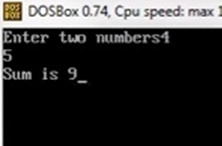 DOSBox 0.74, Cpu speed: max 1
Enter two numbers4
5
Sum is 9_